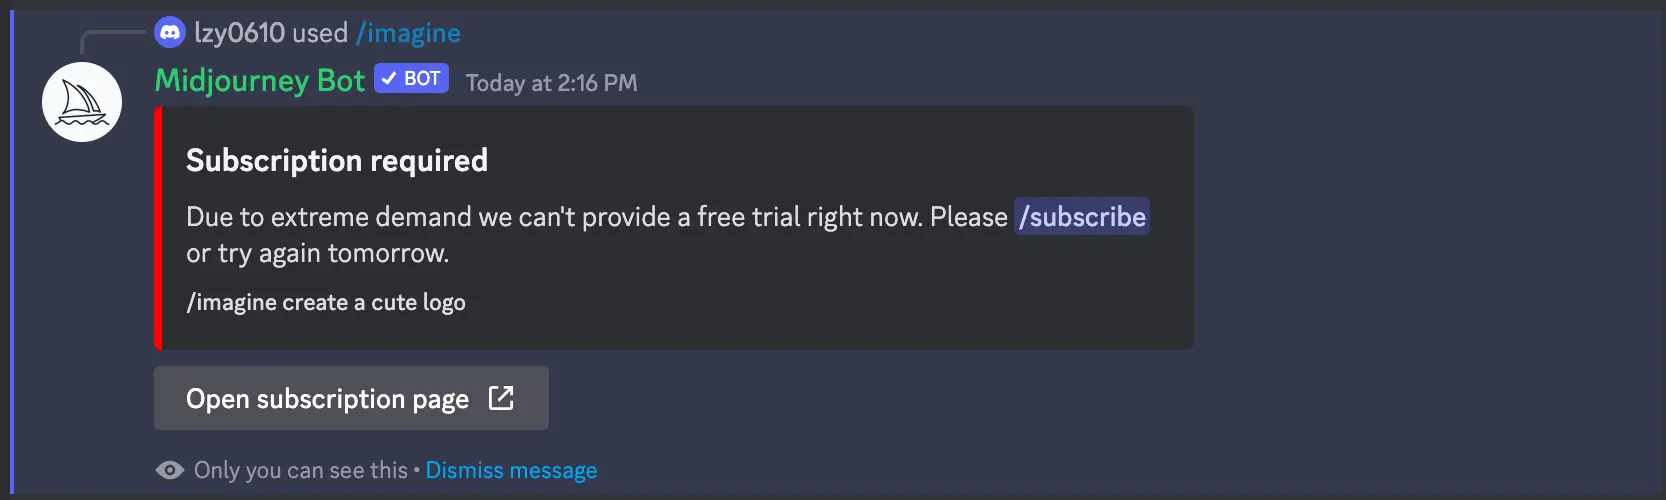 lzy0610 used /imagine
Midjourney Bot ✓ BOT Today at 2:16 PM
Subscription required
Due to extreme demand we can't provide a free trial right now. Please /subscribe
or try again tomorrow.
/imagine create a cute logo
Open subscription page
Only you can see this • Dismiss message